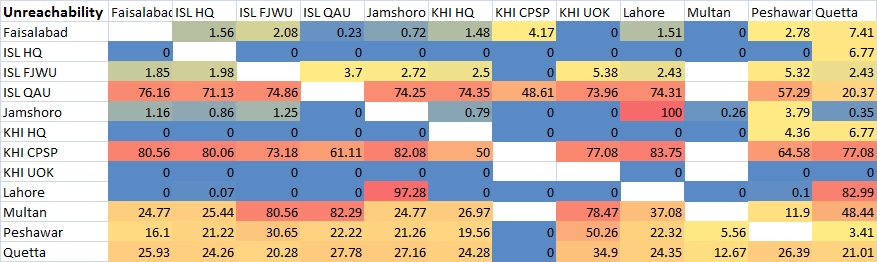 Unreachability Faisalabad ISL HQ ISL FJWU ISL QAU Jamshoro KHI HQ KHI CPSP KHI UOK Lahore Multan Peshawar Quetta
Faisalabad 1.56 2.08 0.23 0.72 1.48 4.17 0 1.51 0 2.78 7.41
ISL HQ 0 0 0 0 0 0 0 0 0 0 6.77
ISL FJWU 1.85 1.98 3.7 2.72 2.5 0 5.38 2.43 5.32 2.43
ISL QAU 76.16 71.13 74.86 74.25 74.35 48.61 73.96 74.31 57.29 20.37
Jamshoro 1.16 0.86 1.25 0 0.79 0 0 100 0.26 3.79 0.35
KHI HQ 0 0 0 0 0 0 0 0 0 4.36 6.77
KHI CPSP 80.56 80.06 73.18 61.11 82.08 50 77.08 83.75 64.58 77.08
KHI UOK 0 0 0 0 0 0 0 0 0 0
Lahore 0 0.07 0 0 97.28 0 0 0 0 0.1 82.99
Multan 24.77 25.44 80.56 82.29 24.77 26.97 78.47 37.08 11.9 48.44
Peshawar 16.1 21.22 30.65 22.22 21.26 19.56 0 50.26 22.32 5.56 3.41
Quetta 25.93 24.26 20.28 27.78 27.16 24.28 0 34.9 24.35 12.67 26.39 21.01